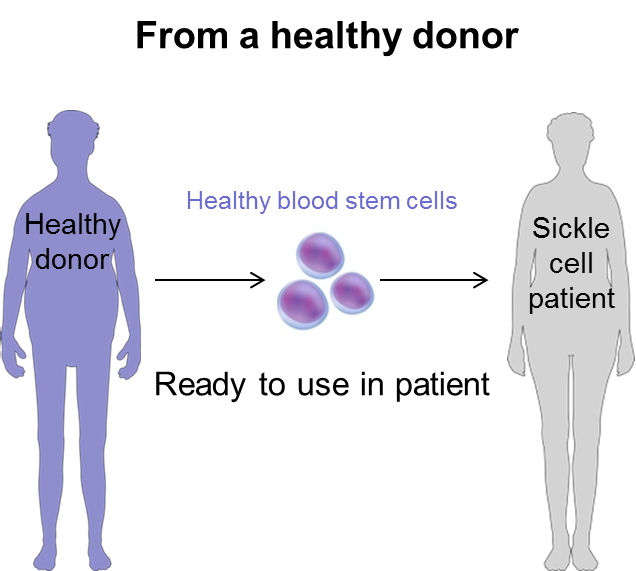 From a healthy donor
Healthy blood stem cells
Healthy
donor
Sickle
cell
patient
Ready to use in patient